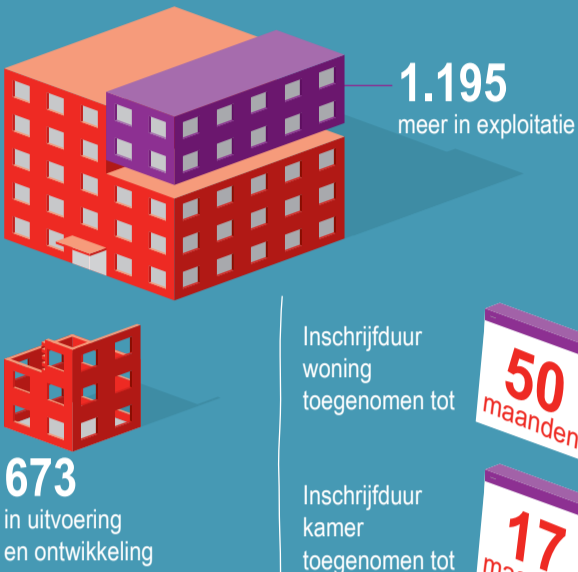 1.195
meer in exploitatie
673
in uitvoering
en ontwikkeling
Inschrijfduur
woning
toegenomen tot
50
maanden
Inschrijfduur
kamer
toegenomen tot
17